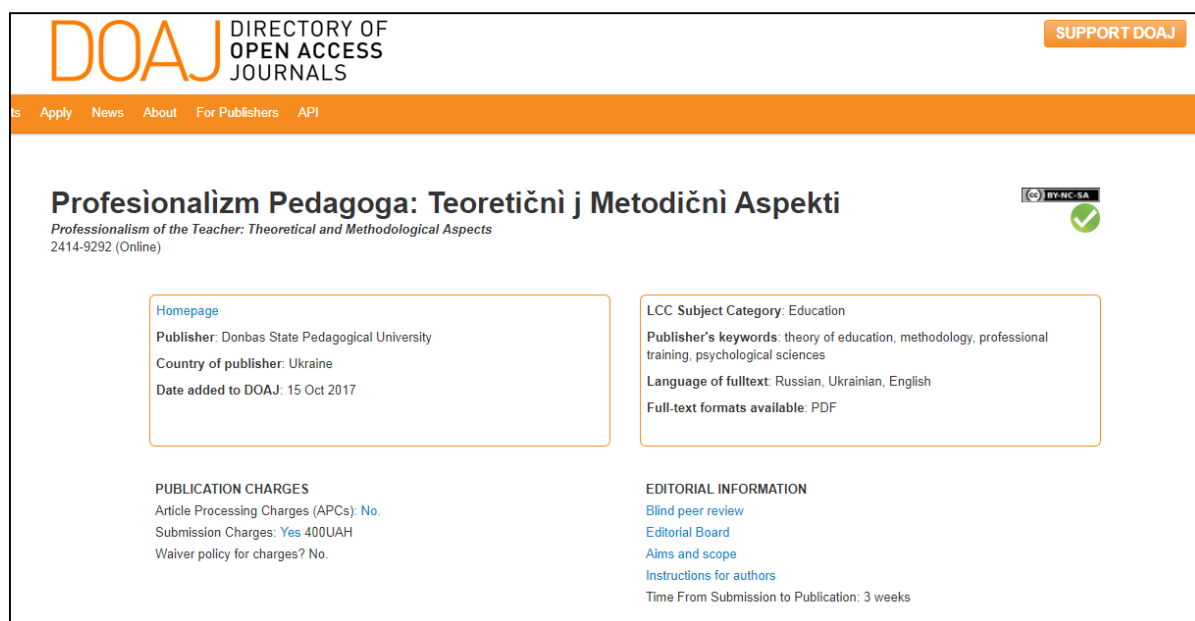 DOAJ
DIRECTORY OF
OPEN ACCESS
JOURNALS
SUPPORT DOAJ
ts Apply News About For Publishers API
Profesìonalìzm Pedagoga: Teoretičnì j Metodičnì Aspekti
Professionalism of the Teacher: Theoretical and Methodological Aspects
2414-9292 (Online)
(cc) BY-NC-SA
Homepage
Publisher: Donbas State Pedagogical University
Country of publisher: Ukraine
Date added to DOAJ: 15 Oct 2017
LCC Subject Category: Education
Publisher's keywords: theory of education, methodology, professional
training, psychological sciences
Language of fulltext: Russian, Ukrainian, English
Full-text formats available: PDF
PUBLICATION CHARGES
Article Processing Charges (APCs): No.
Submission Charges: Yes 400UAH
Waiver policy for charges? No.
EDITORIAL INFORMATION
Blind peer review
Editorial Board
Aims and scope
Instructions for authors
Time From Submission to Publication: 3 weeks